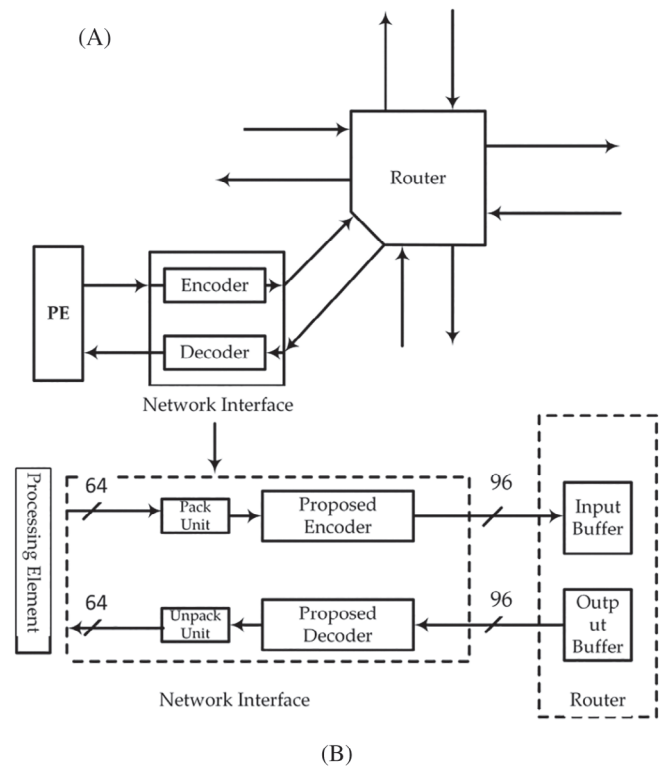 (A)
Router
PE
Encoder
Decoder
Network Interface
Processing Element
64
Pack
Unit
Proposed
Encoder
96
Input
Buffer
64
Unpack
Unit
Proposed
Decoder
96
Outp
ut
Buffer
Network Interface
Router
(B)